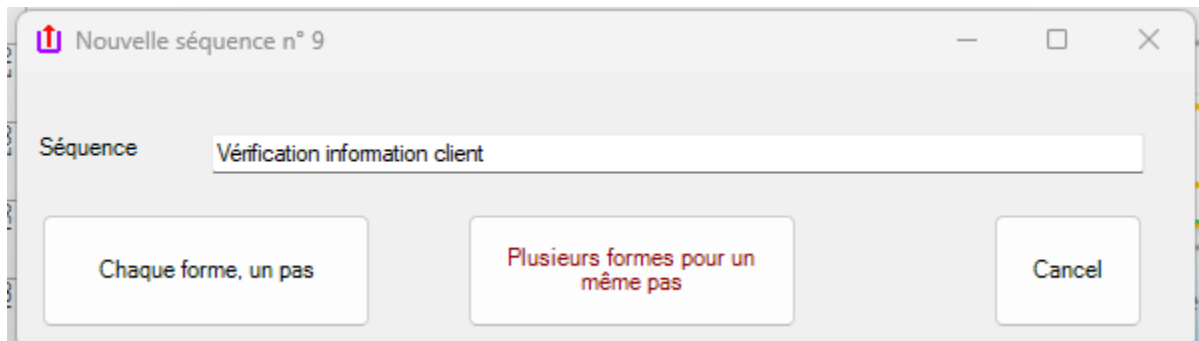 Nouvelle séquence n° 9
Séquence
Vérification information client
Chaque forme, un pas
Plusieurs formes pour un
même pas
Cancel